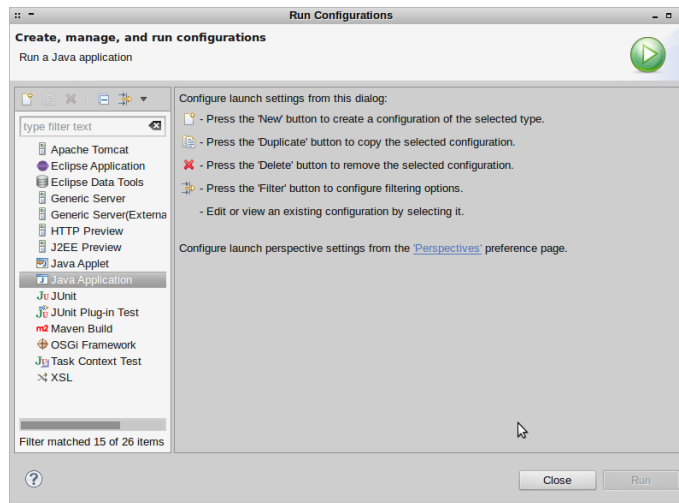 Run Configurations
Create, manage, and run configurations
Run a Java application
type filter text
Apache Tomcat
Eclipse Application
Eclipse Data Tools
Generic Server
Generic Server(Externa
HTTP Preview
J2EE Preview
Java Applet
Java Application
Ju JUnit
JUnit Plug-in Test
m2 Maven Build
OSGi Framework
Ju Task Context Test
XSL
Filter matched 15 of 26 items
Configure launch settings from this dialog:
- Press the 'New' button to create a configuration of the selected type.
- Press the 'Duplicate' button to copy the selected configuration.
- Press the 'Delete' button to remove the selected configuration.
- Press the 'Filter' button to configure filtering options.
- Edit or view an existing configuration by selecting it.
Configure launch perspective settings from the 'Perspectives' preference page.
?
Close
Run